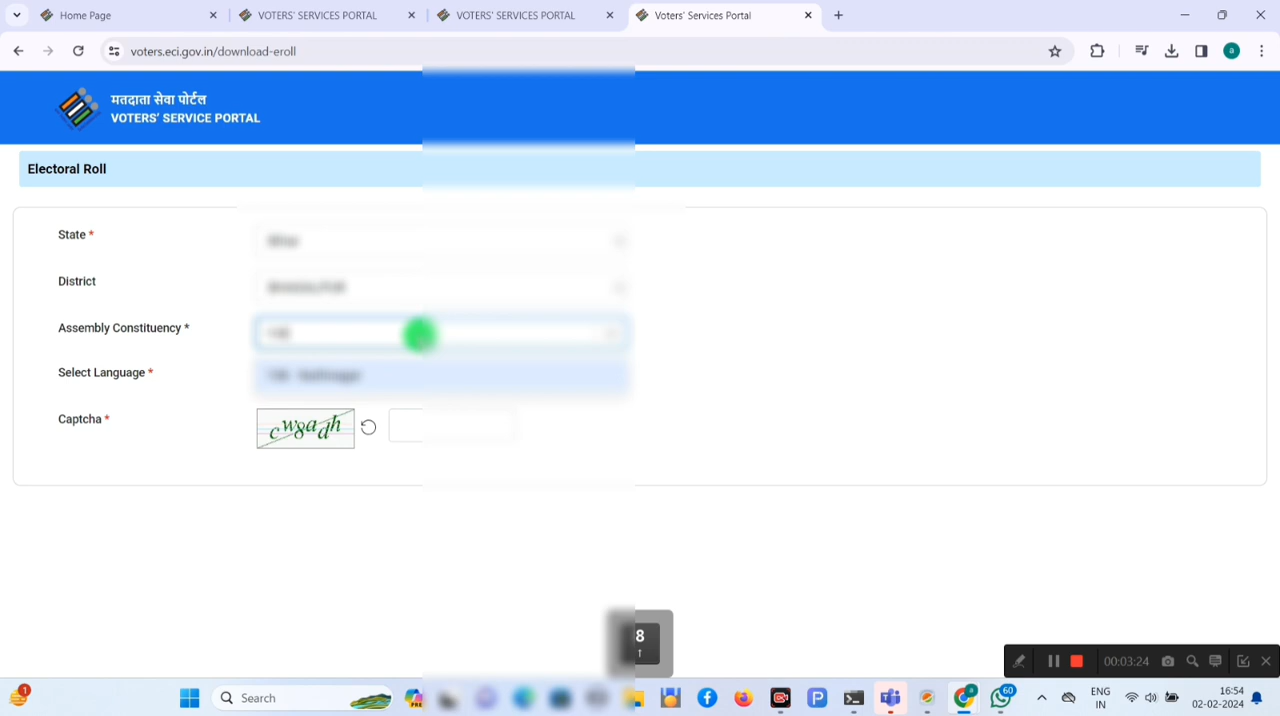 Home Page
VOTERS' SERVICES PORTAL
VOTERS' SERVICES PORTAL
Voters' Services Portal
voters.eci.gov.in/download-eroll
a
मतदाता सेवा पोर्टल
VOTERS' SERVICE PORTAL
Electoral Roll
State *
District
Assembly Constituency *
Select Language *
Captcha *
cw8adh
8
↑
00:03:24
1
Search
60
ENG
IN
16:54
02-02-2024